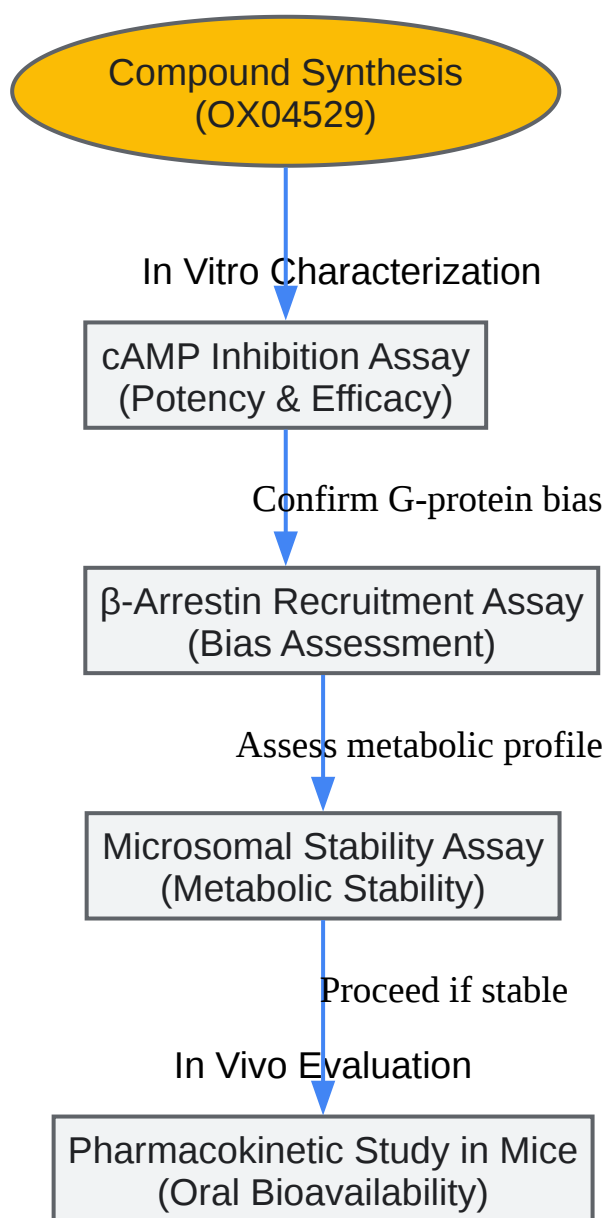 Compound Synthesis
(OX04529)
In Vitro Characterization
cAMP Inhibition Assay
(Potency & Efficacy)
Confirm G-protein bias
β-Arrestin Recruitment Assay
(Bias Assessment)
Assess metabolic profile
Microsomal Stability Assay
(Metabolic Stability)
Proceed if stable
In Vivo Evaluation
Pharmacokinetic Study in Mice
(Oral Bioavailability)